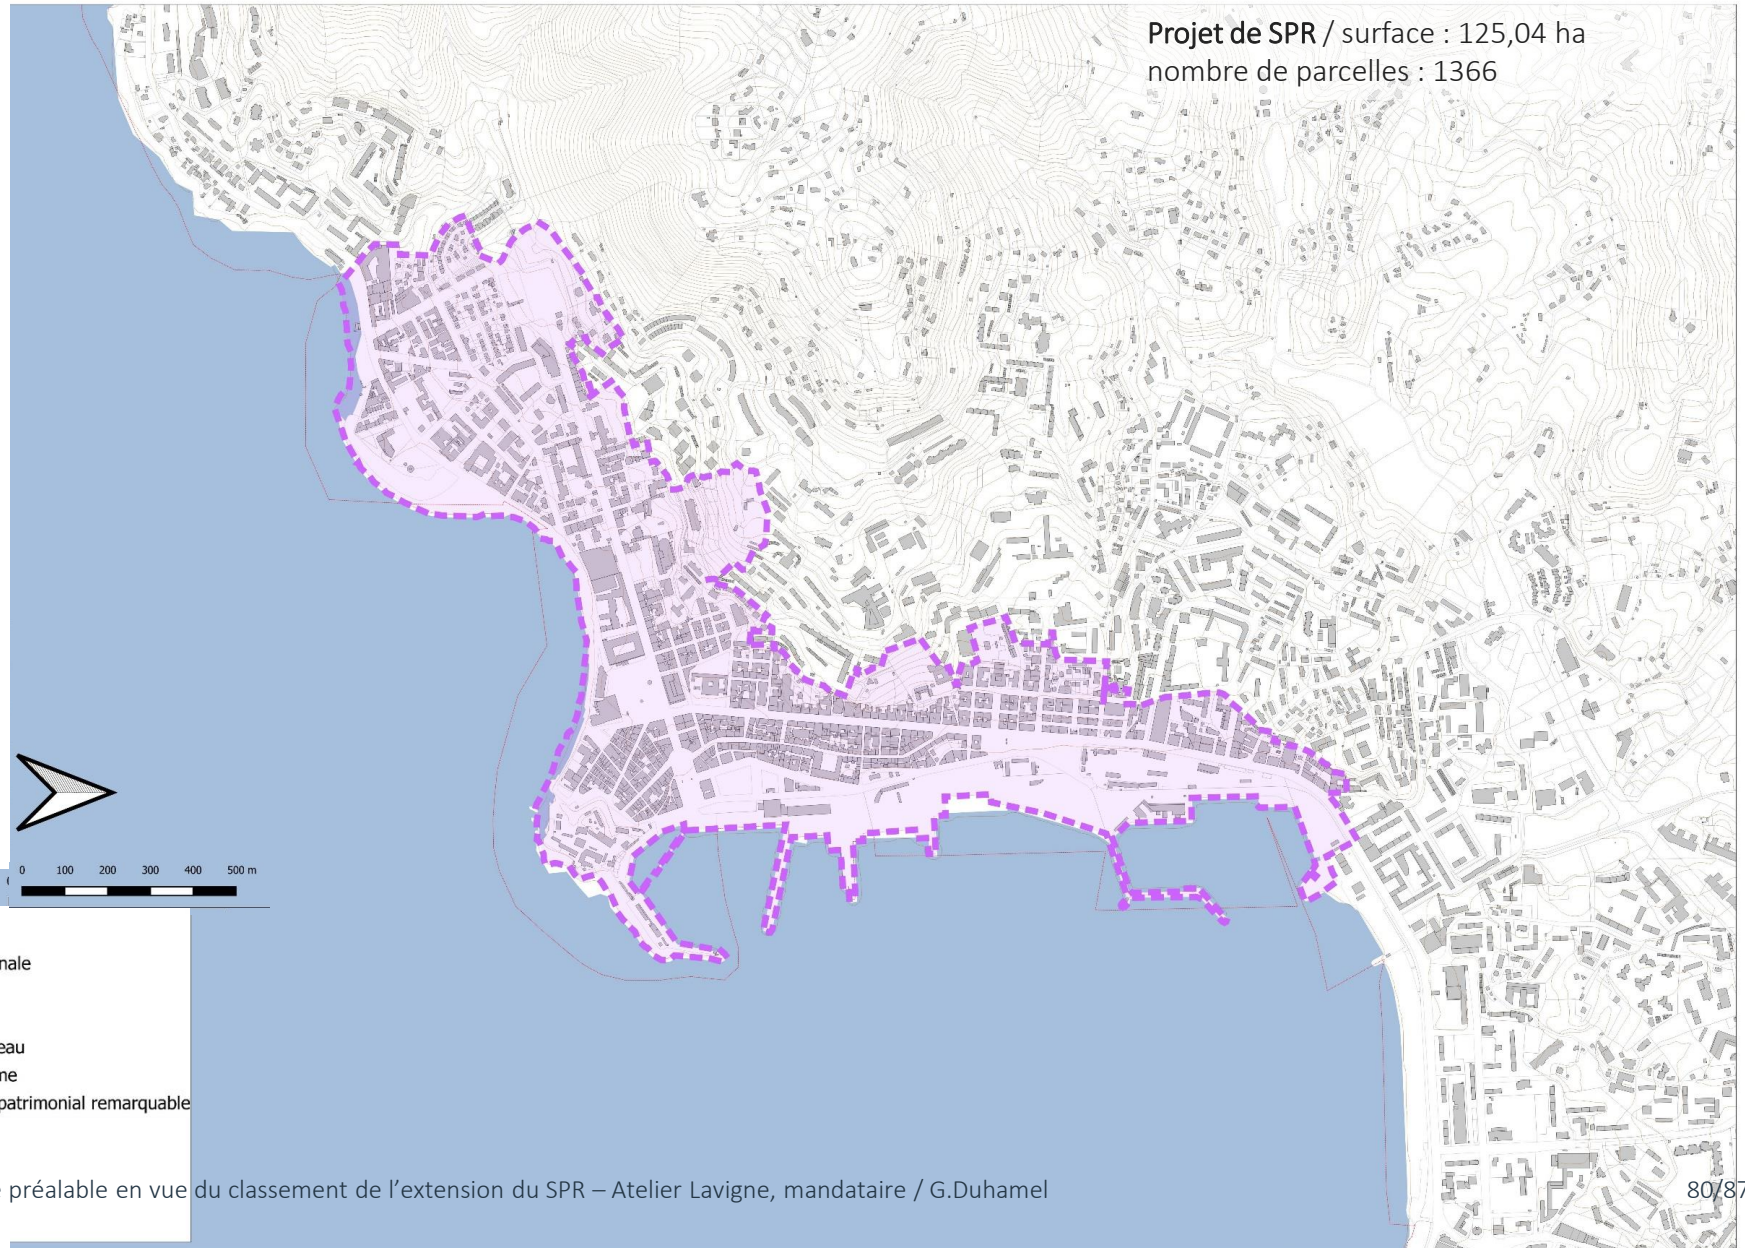 Projet de SPR / surface : 125,04 ha
nombre de parcelles : 1366
0 100 200 300 400 500 m
nale
eau
me
patrimonial remarquable
préalable en vue du classement de l'extension du SPR – Atelier Lavigne, mandataire / G.Duhamel
80/87